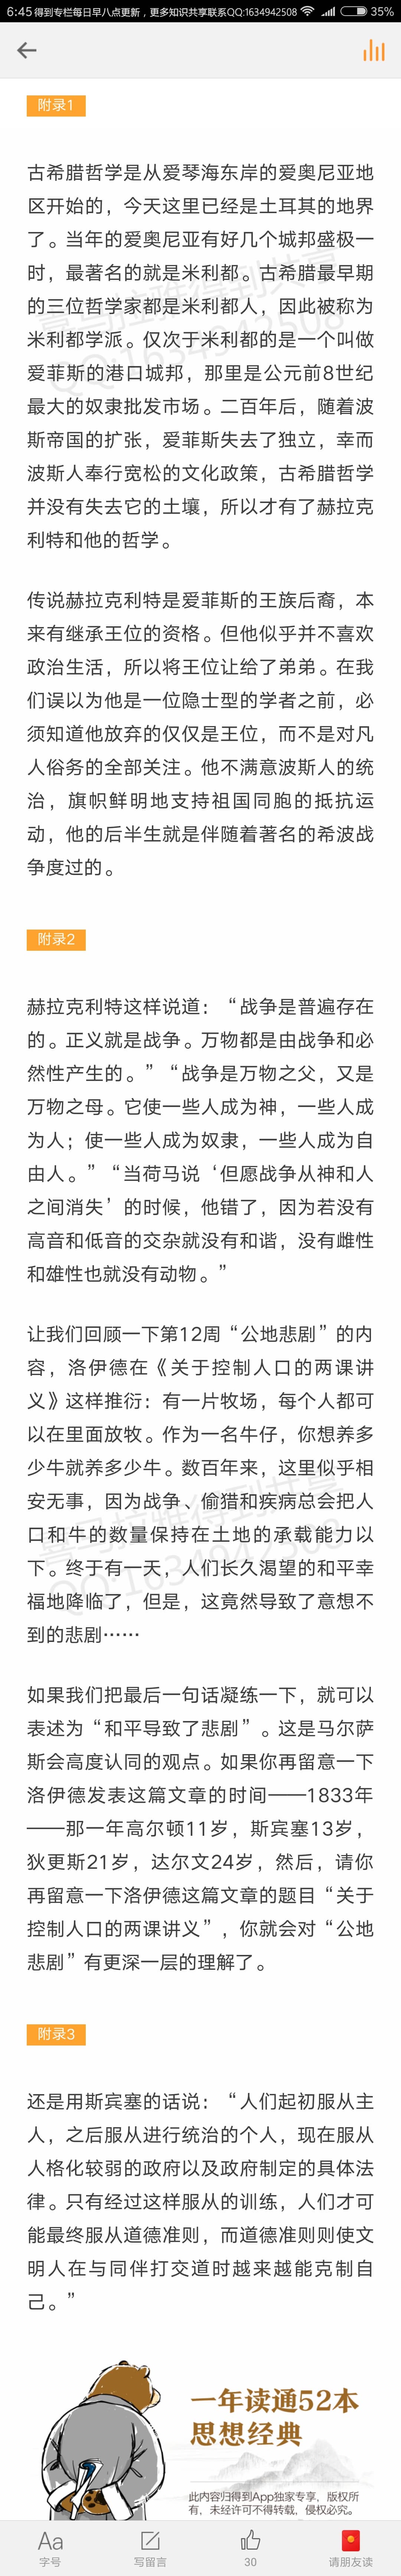 6:45 得到专栏每日早八点更新，更多知识共享联系QQ:1634942508 35%
附录1
古希腊哲学是从爱琴海东岸的爱奥尼亚地
区开始的，今天这里已经是土耳其的地界
了。当年的爱奥尼亚有好几个城邦盛极一
时，最著名的就是米利都。古希腊最早期
的三位哲学家都是米利都人，因此被称为
米利都学派。仅次于米利都的是一个叫做
爱菲斯的港口城邦，那里是公元前8世纪
最大的奴隶批发市场。二百年后，随着波
斯帝国的扩张，爱菲斯失去了独立，幸而
波斯人奉行宽松的文化政策，古希腊哲学
并没有失去它的土壤，所以才有了赫拉克
利特和他的哲学。
传说赫拉克利特是爱菲斯的王族后裔，本
来有继承王位的资格。但他似乎并不喜欢
政治生活，所以将王位让给了弟弟。在我
们误以为他是一位隐士型的学者之前，必
须知道他放弃的仅仅是王位，而不是对凡
人俗务的全部关注。他不满意波斯人的统
治，旗帜鲜明地支持祖国同胞的抵抗运
动，他的后半生就是伴随着著名的希波战
争度过的。
附录2
赫拉克利特这样说道：“战争是普遍存在
的。正义就是战争。万物都是由战争和必
然性产生的。”“战争是万物之父，又是
万物之母。它使一些人成为神，一些人成
为人；使一些人成为奴隶，一些人成为自
由人。”“当荷马说‘但愿战争从神和人
之间消失’的时候，他错了，因为若没有
高音和低音的交杂就没有和谐，没有雌性
和雄性也就没有动物。”
让我们回顾一下第12周“公地悲剧”的内
容，洛伊德在《关于控制人口的两课讲
义》这样推衍：有一片牧场，每个人都可
以在里面放牧。作为一名牛仔，你想养多
少牛就养多少牛。数百年来，这里似乎相
安无事，因为战争、偷猎和疾病总会把人
口和牛的数量保持在土地的承载能力以
下。终于有一天，人们长久渴望的和平幸
福地降临了，但是，这竟然导致了意想不
到的悲剧……
如果我们把最后一句话凝练一下，就可以
表述为“和平导致了悲剧”。这是马尔萨
斯会高度认同的观点。如果你再留意一下
洛伊德发表这篇文章的时间——1833年
——那一年高尔顿11岁，斯宾塞13岁，
狄更斯21岁，达尔文24岁，然后，请你
再留意一下洛伊德这篇文章的题目“关于
控制人口的两课讲义”，你就会对“公地
悲剧”有更深一层的理解了。
附录3
还是用斯宾塞的话说：“人们起初服从主
人，之后服从进行统治的个人，现在服从
人格化较弱的政府以及政府制定的具体法
律。只有经过这样服从的训练，人们才可
能最终服从道德准则，而道德准则则使文
明人在与同伴打交道时越来越能克制自
己。”
一年读通52本
思想经典
此内容归得到App独家专享，版权所
有，未经许可不得转载，侵权必究。
Aa
字号 写留言 30 请朋友读